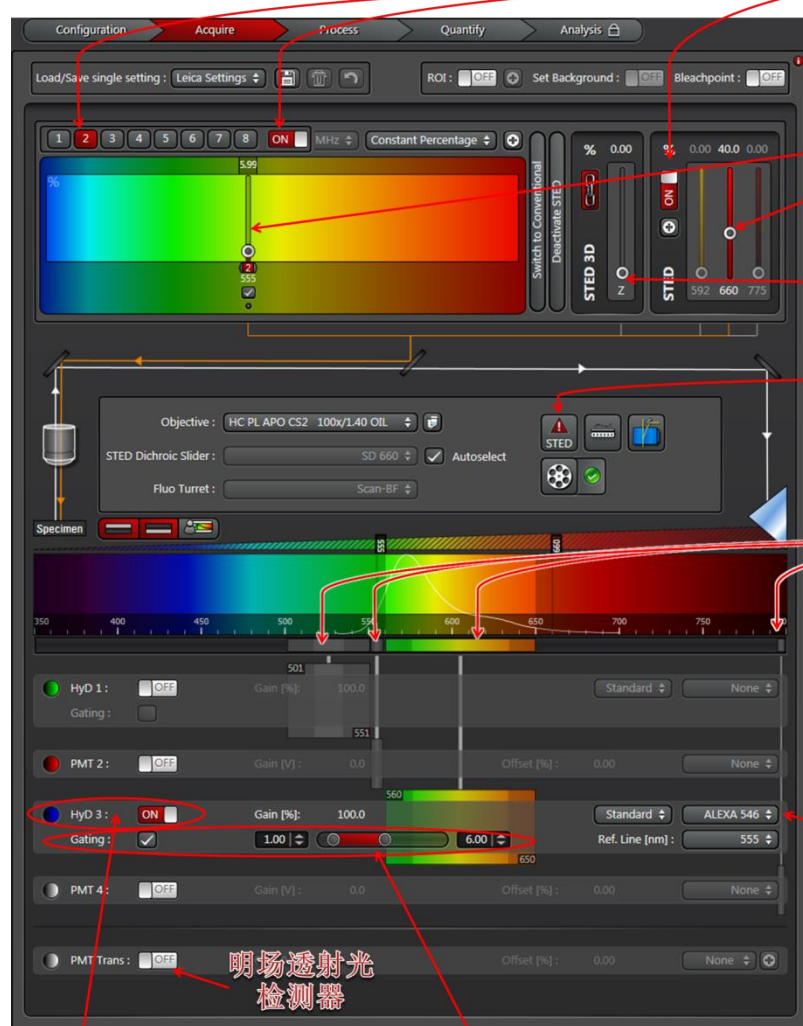 Configuration Acquire Process Quantify Analysis
Load/Save single setting : Leica Settings ROI : OFF Set Background : OFF Bleachpoint : OFF
1 2 3 4 5 6 7 8 ON MHz Constant Percentage
% 0.00 % 0.00 40.0 0.00
5.99
%
ON
Switch to Conventional
Deactivate STED
STED 3D
STED
2
555
Z 592 660 775
Objective : HC PL APO CS2 100x/1.40 OIL
STED
STED Dichroic Slider : SD 660 Autoselect
Fluo Turret : Scan-BF
Specimen
555 660
350 400 450 500 550 600 650 700 750
501
HyD 1 : OFF Gain [%]: 100.0 Standard None
Gating :
551
PMT 2 : OFF Gain [V] : 0.0 Offset [%] : 0.00 None
560
HyD 3 : ON Gain [%]: 100.0 Standard ALEXA 546
Gating : 1.00 6.00 Ref. Line [nm] : 555
650
PMT 4 : OFF Gain [V] : 0.0 Offset [%] : 0.00 None
PMT Trans : OFF Offset [%] : 0.00 None
明场透射光
检测器